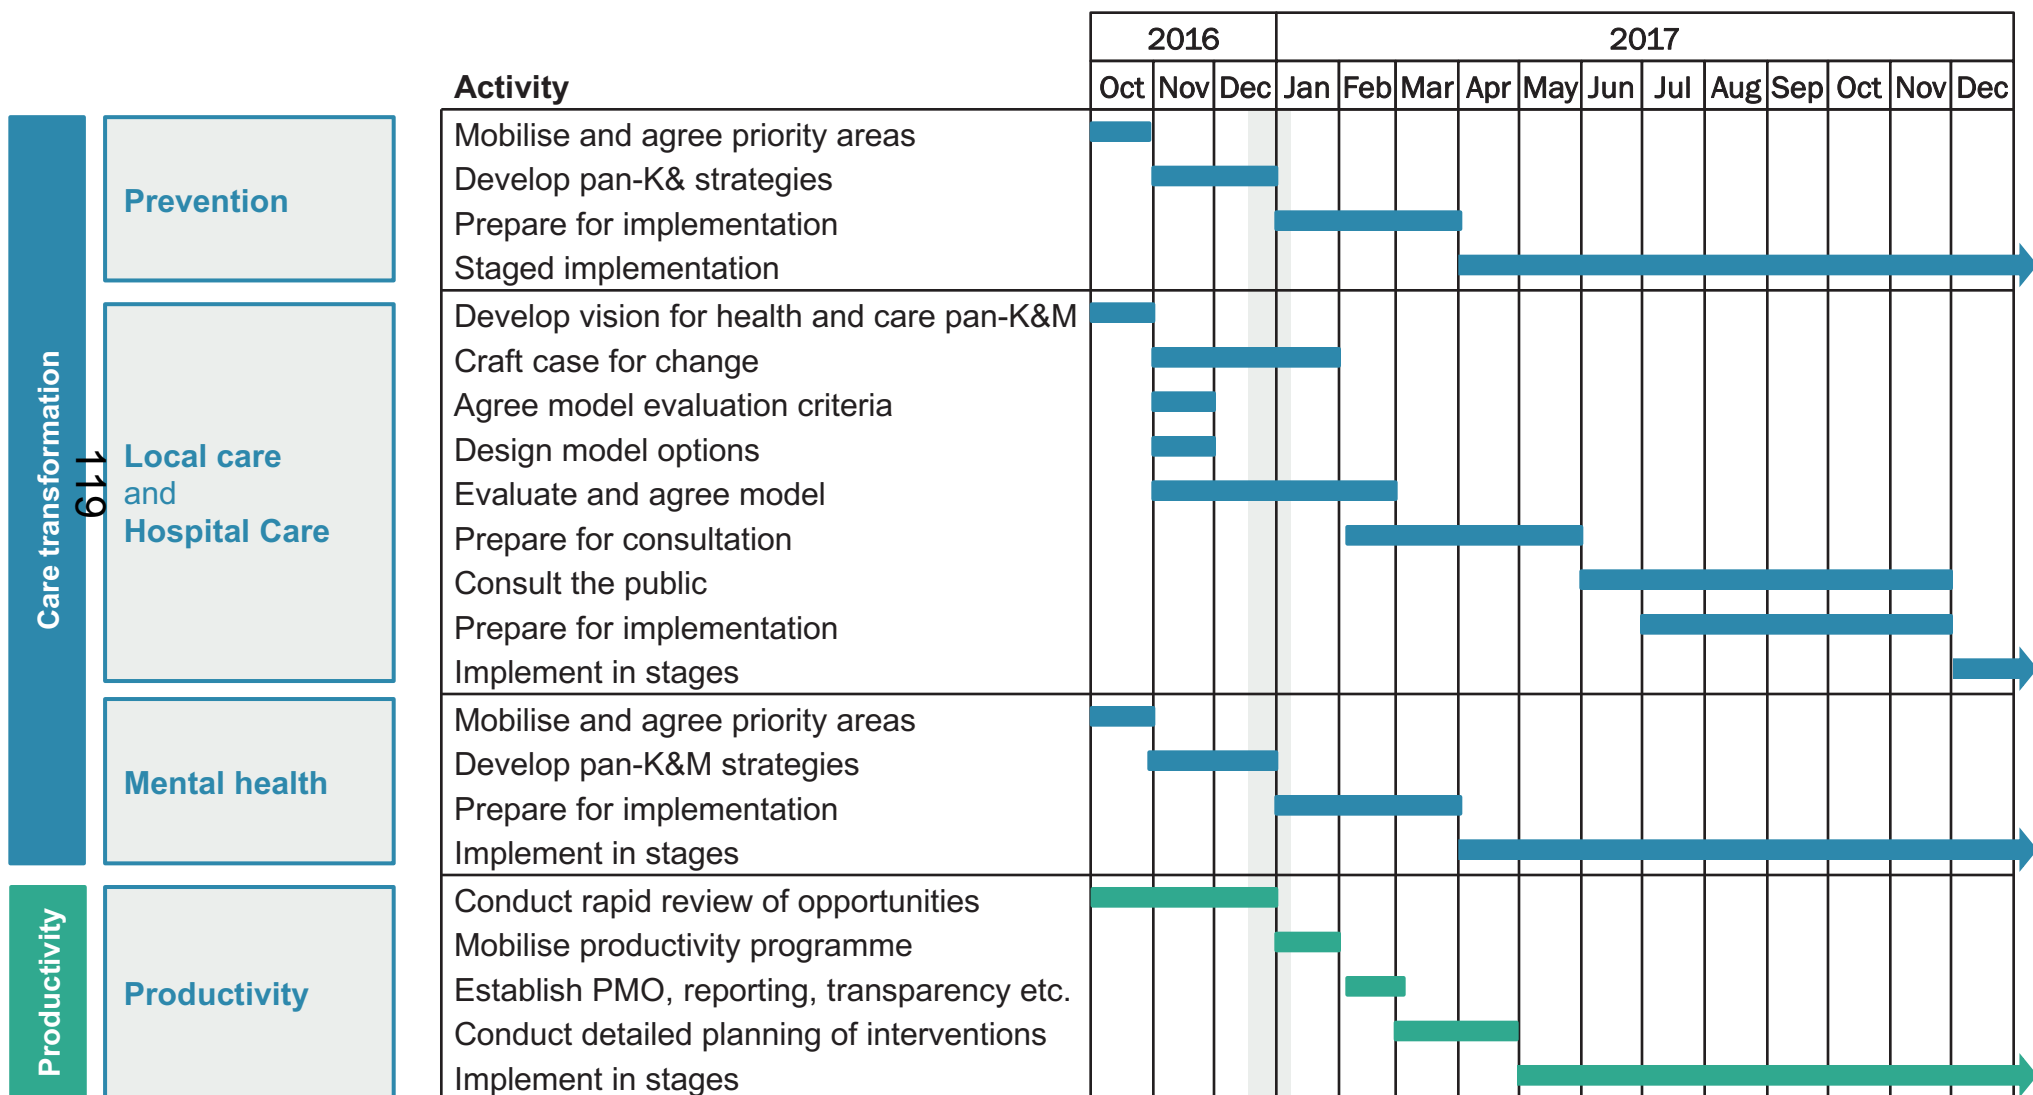 2016 2017
Activity Oct Nov Dec Jan Feb Mar Apr May Jun Jul Aug Sep Oct Nov Dec
Care transformation
119
Prevention
Mobilise and agree priority areas
Develop pan-K& strategies
Prepare for implementation
Staged implementation
Local care
and
Hospital Care
Develop vision for health and care pan-K&M
Craft case for change
Agree model evaluation criteria
Design model options
Evaluate and agree model
Prepare for consultation
Consult the public
Prepare for implementation
Implement in stages
Mental health
Mobilise and agree priority areas
Develop pan-K&M strategies
Prepare for implementation
Implement in stages
Productivity
Productivity
Conduct rapid review of opportunities
Mobilise productivity programme
Establish PMO, reporting, transparency etc.
Conduct detailed planning of interventions
Implement in stages